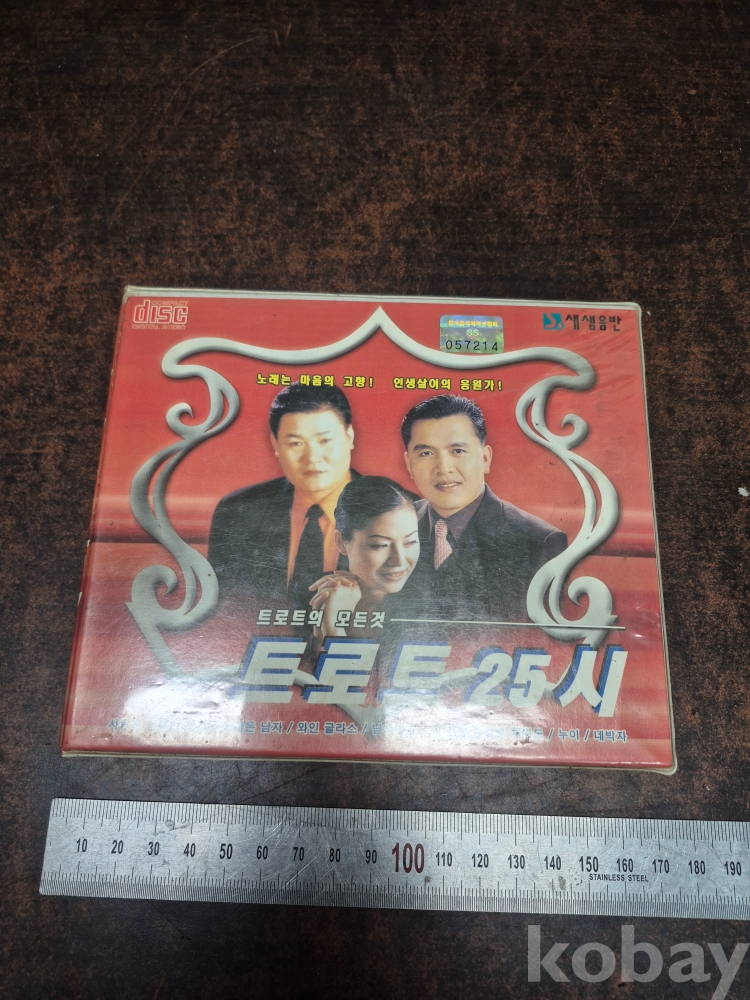 COMPACT
disc
DIGITAL AUDIO
SS
057214
새샘음반
노래는 마음의 고향! 인생살이의 응원가!
트로트의 모든것
트로트 25시
남자 / 와인 글라스 / / 누이 / 네박자
10 20 30 40 50 60 70 80 90 100 110 120 130 140 150 160 170 180 190
STAINLESS STEEL
kobay